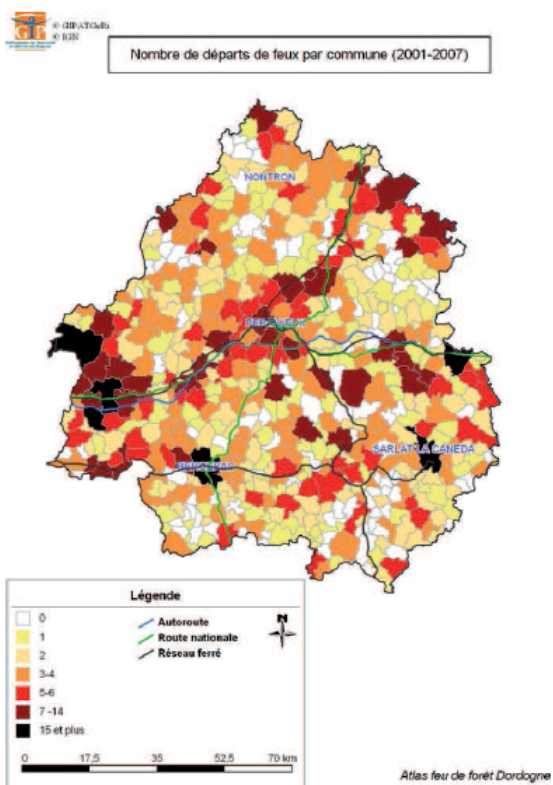 © GIP ATGeRi
© IGN
Nombre de départs de feux par commune (2001-2007)
NONTRON
SARLAT LA CANEDA
Légende
0
1
2
3-4
5-6
7 -14
15 et plus
Autoroute
Route nationale
Réseau ferré
N
0 17,5 35 52,5 70 km
Atlas feu de forêt Dordogne